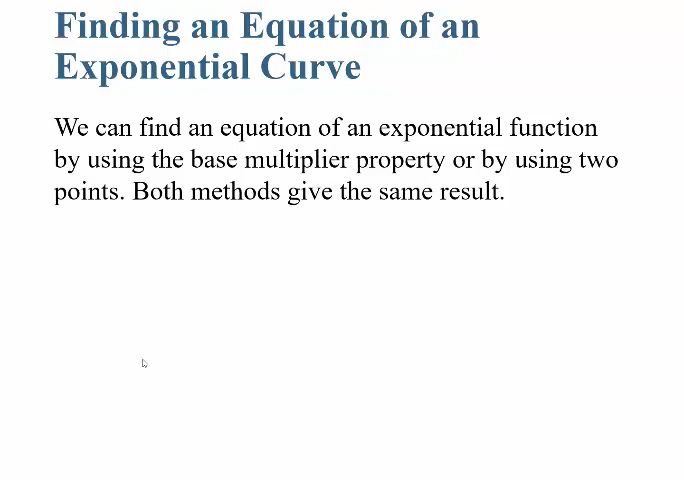 Finding an Equation of an
Exponential Curve
We can find an equation of an exponential function
by using the base multiplier property or by using two
points. Both methods give the same result.